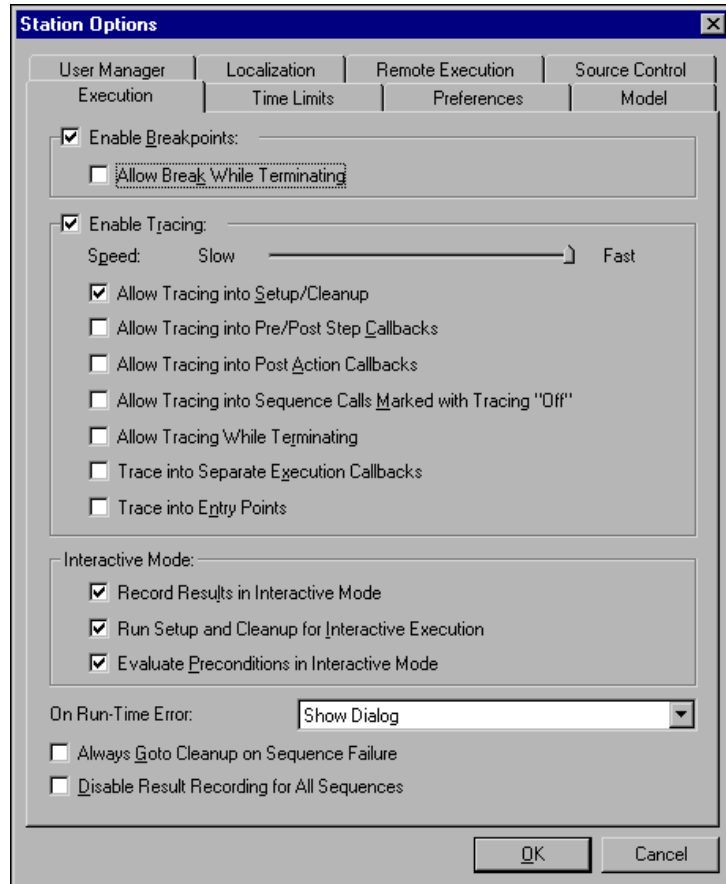 Station Options
User Manager Localization Remote Execution Source Control
Execution Time Limits Preferences Model
Enable Breakpoints:
Allow Break While Terminating
Enable Tracing:
Speed: Slow Fast
Allow Tracing into Setup/Cleanup
Allow Tracing into Pre/Post Step Callbacks
Allow Tracing into Post Action Callbacks
Allow Tracing into Sequence Calls Marked with Tracing "Off"
Allow Tracing While Terminating
Trace into Separate Execution Callbacks
Trace into Entry Points
Interactive Mode:
Record Results in Interactive Mode
Run Setup and Cleanup for Interactive Execution
Evaluate Preconditions in Interactive Mode
On Run-Time Error: Show Dialog
Always Goto Cleanup on Sequence Failure
Disable Result Recording for All Sequences
OK Cancel